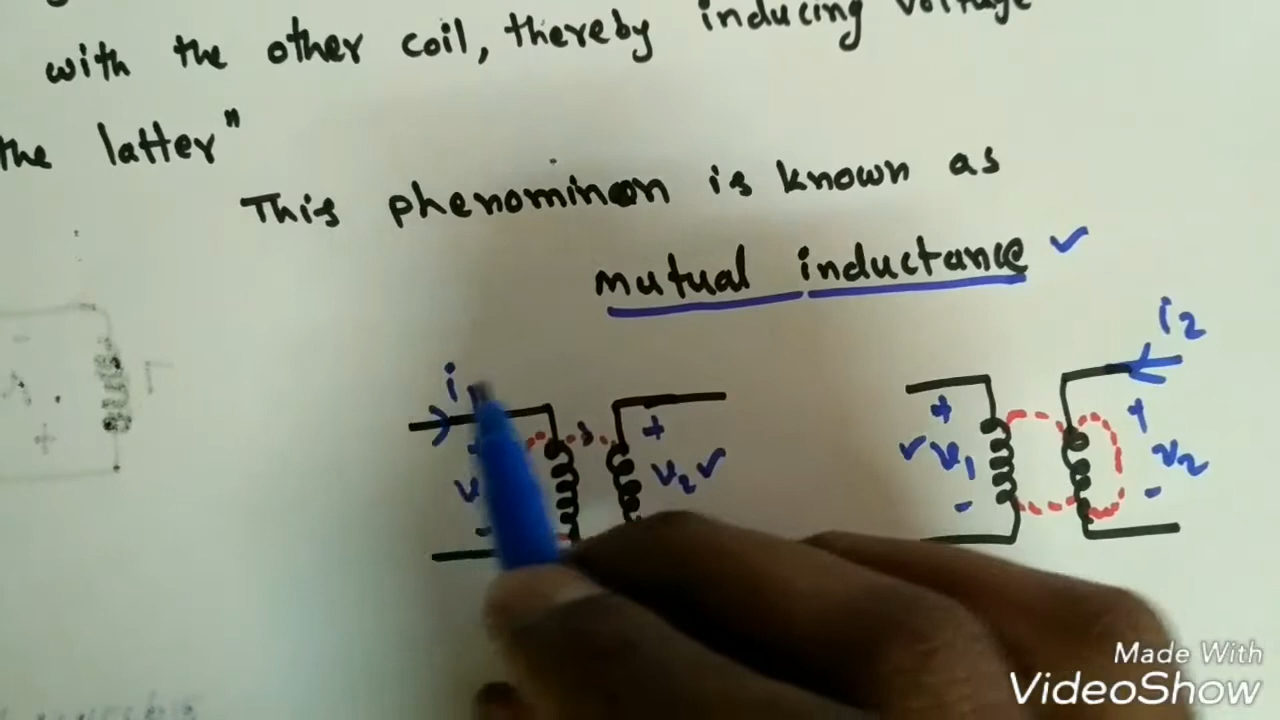 with the other coil, thereby inducing voltage
the latter"
This phenominon is known as
mutual inductance ✓
i
i2
+
v2 ✓
v
-
+
✓ v1
-
+
v2
-
Made With
VideoShow